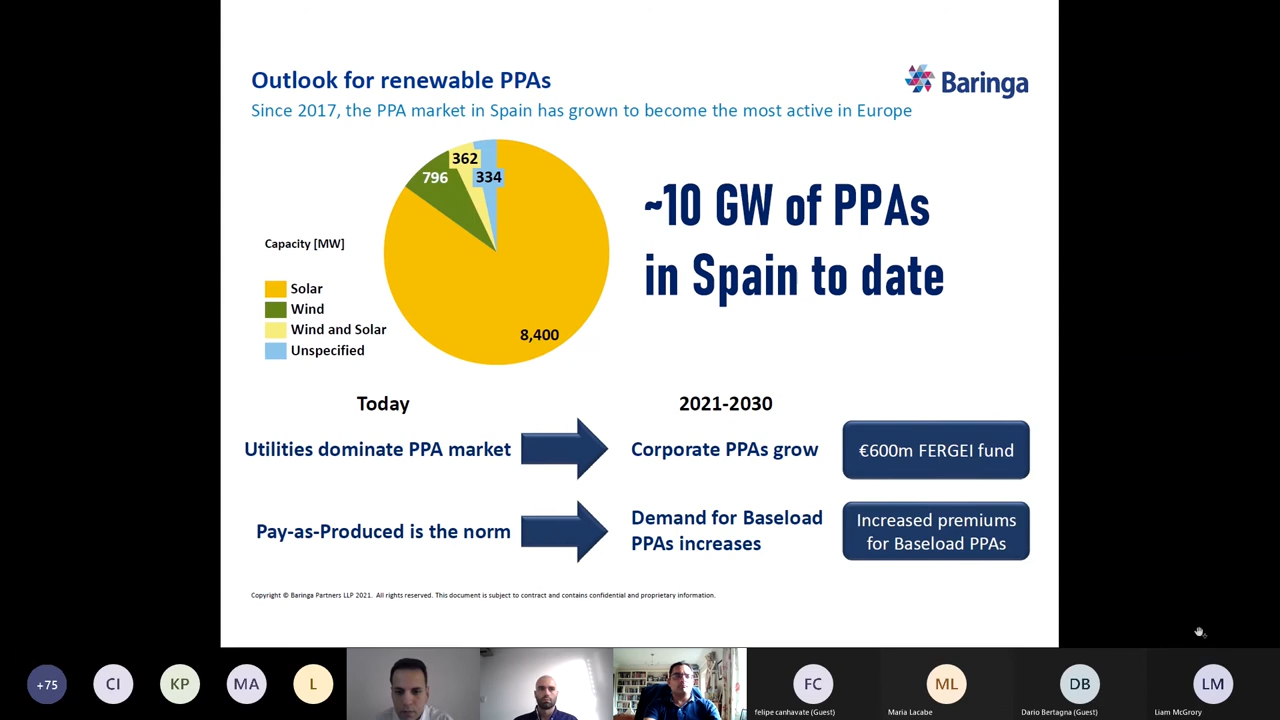 Outlook for renewable PPAs
Baringa
Since 2017, the PPA market in Spain has grown to become the most active in Europe
362
796
334
~10 GW of PPAs
in Spain to date
Capacity [MW]
Solar
Wind
Wind and Solar
Unspecified
8,400
Today
2021-2030
Utilities dominate PPA market
Corporate PPAs grow
€600m FERGEI fund
Pay-as-Produced is the norm
Demand for Baseload
PPAs increases
Increased premiums
for Baseload PPAs
Copyright © Baringa Partners LLP 2021. All rights reserved. This document is subject to contract and contains confidential and proprietary information.
+75
CI
KP
MA
L
FC
ML
DB
LM
felipe canhavate (Guest)
Maria Lacabe
Dario Bertagna (Guest)
Liam McGrory